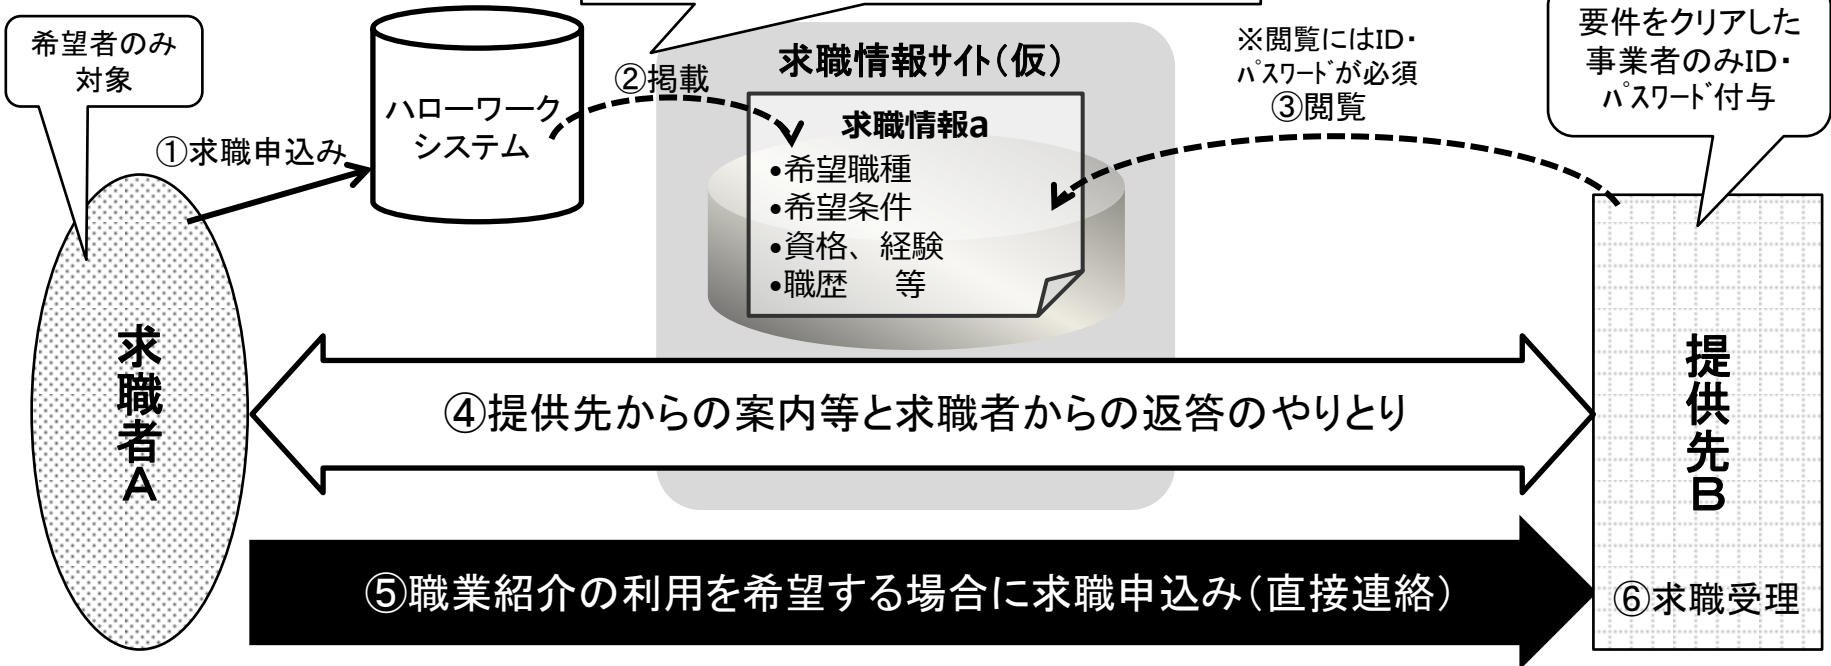 希望者のみ
対象
①求職申込み
ハローワーク
システム
②掲載
求職情報サイト（仮）
求職情報a
•希望職種
•希望条件
•資格、経験
•職歴　等
※閲覧にはID・
ﾊﾟｽﾜｰﾄﾞが必須
③閲覧
要件をクリアした
事業者のみID・
ﾊﾟｽﾜｰﾄﾞ付与
求職者A
④提供先からの案内等と求職者からの返答のやりとり
提供先B
⑤職業紹介の利用を希望する場合に求職申込み（直接連絡）
⑥求職受理